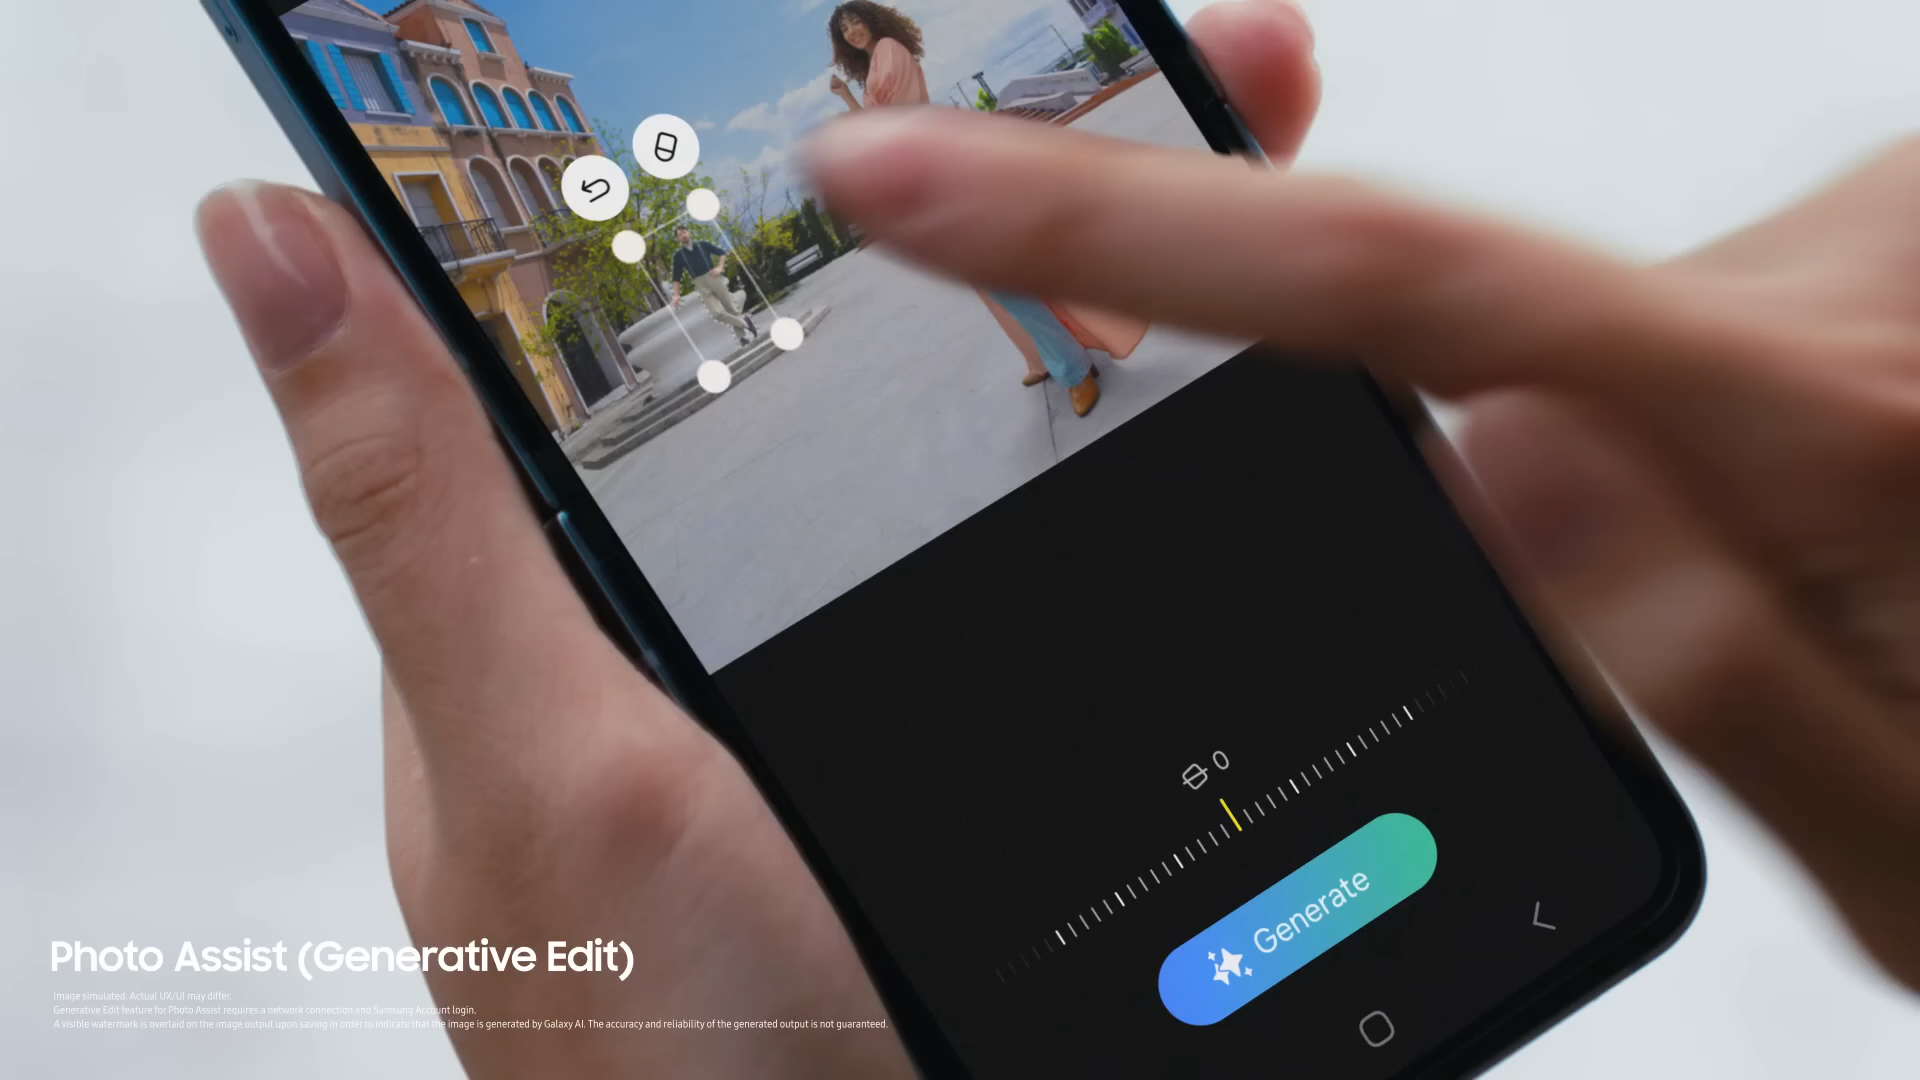 0
Generate
Photo Assist (Generative Edit)
Image simulated. Actual UX/UI may differ.
Generative Edit feature for Photo Assist requires a network connection and Samsung Account login.
A visible watermark is overlaid on the image output upon saving in order to indicate that the image is generated by Galaxy AI. The accuracy and reliability of the generated output is not guaranteed.